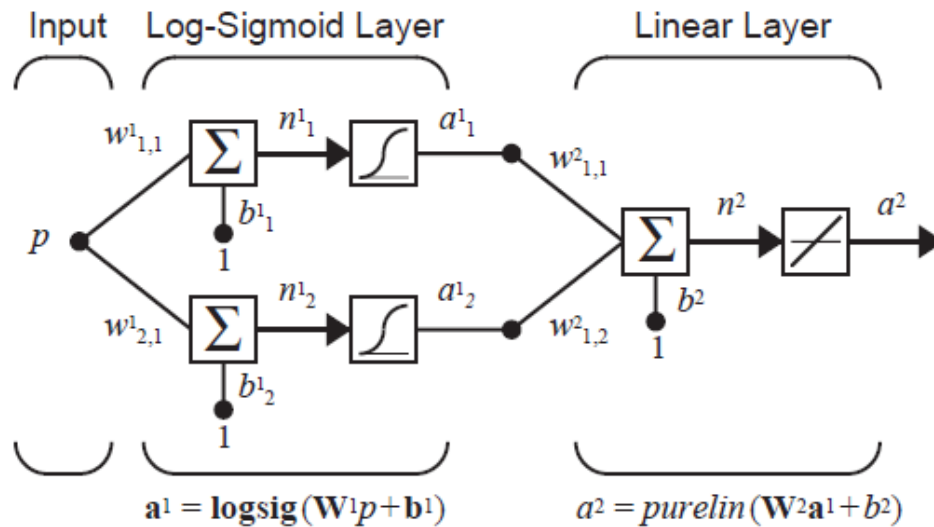 Input Log-Sigmoid Layer Linear Layer
w¹1,1 n¹1 a¹1 w²1,1
Σ
b¹1
1
p
Σ n² a²
b²
1
w¹2,1 n¹2 a¹2 w²1,2
Σ
b¹2
1
a¹ = logsig(W¹p+b¹) a² = purelin(W²a¹+b²)